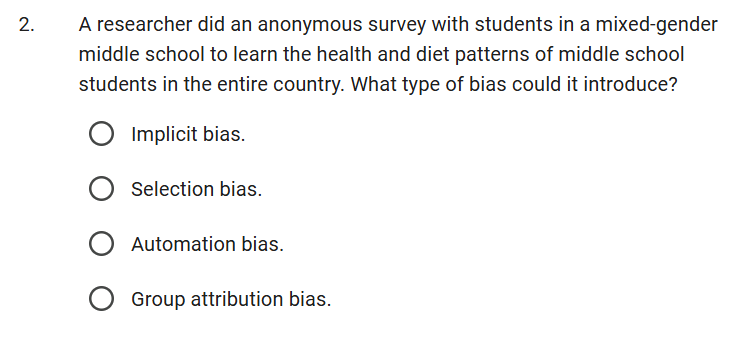 2. A researcher did an anonymous survey with students in a mixed-gender
middle school to learn the health and diet patterns of middle school
students in the entire country. What type of bias could it introduce?
Implicit bias.
Selection bias.
Automation bias.
Group attribution bias.